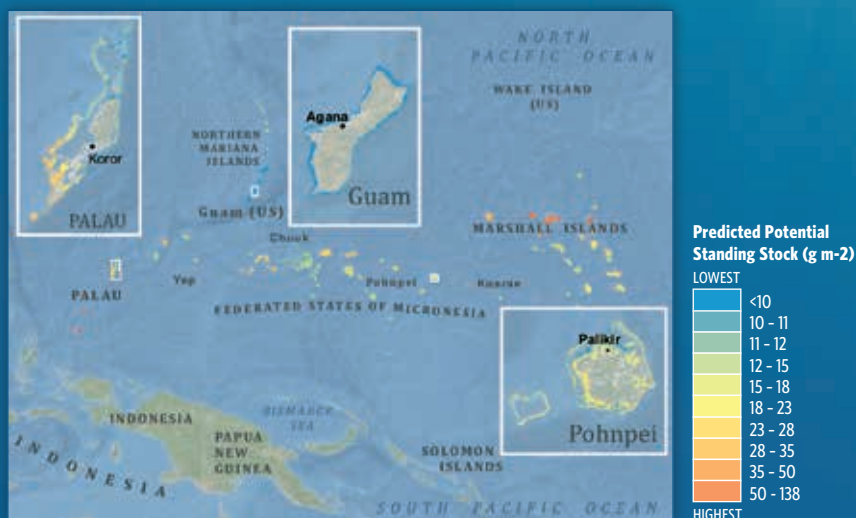 NORTH
PACIFIC OCEAN
WAKE ISLAND
(US)
Agana
NORTHERN
MARIANA
ISLANDS
Koror
Guam
PALAU
Guam (US)
MARSHALL ISLANDS
Chuuk
Yap
Pohnpei
Kosrae
PALAU
FEDERATED STATES OF MICRONESIA
Palikir
Pohnpei
INDONESIA
BISMARCK
SEA
PAPUA
NEW
GUINEA
SOLOMON
ISLANDS
INDONESIA
SOUTH PACIFIC OCEAN
Predicted Potential
Standing Stock (g m-2)
LOWEST
<10
10 - 11
11 - 12
12 - 15
15 - 18
18 - 23
23 - 28
28 - 35
35 - 50
50 - 138
HIGHEST